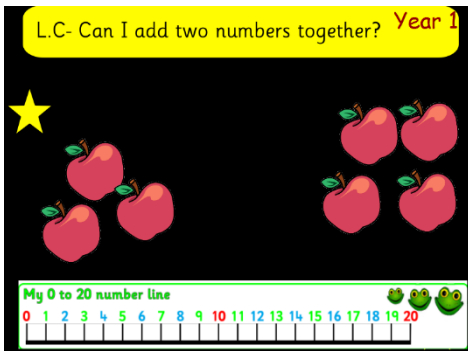 L.C- Can I add two numbers together?
Year 1
My 0 to 20 number line
0 1 2 3 4 5 6 7 8 9 10 11 12 13 14 15 16 17 18 19 20